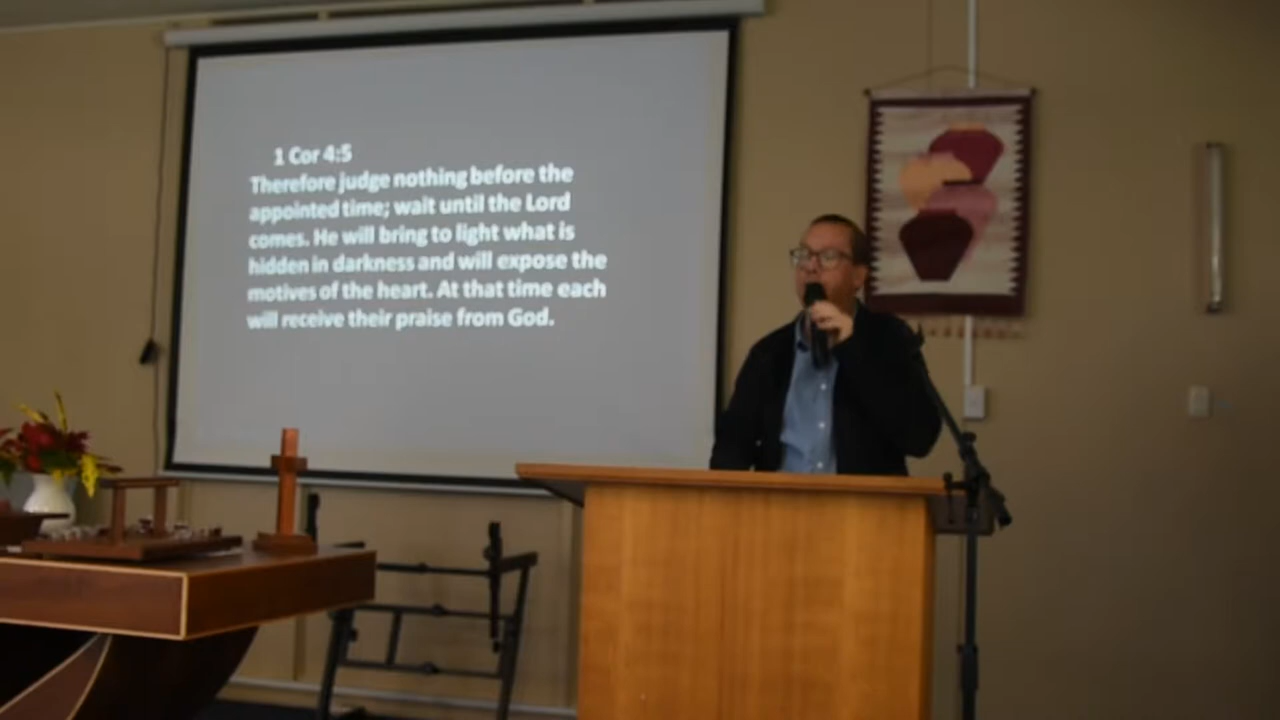 1 Cor 4:5
Therefore judge nothing before the
appointed time; wait until the Lord
comes. He will bring to light what is
hidden in darkness and will expose the
motives of the heart. At that time each
will receive their praise from God.